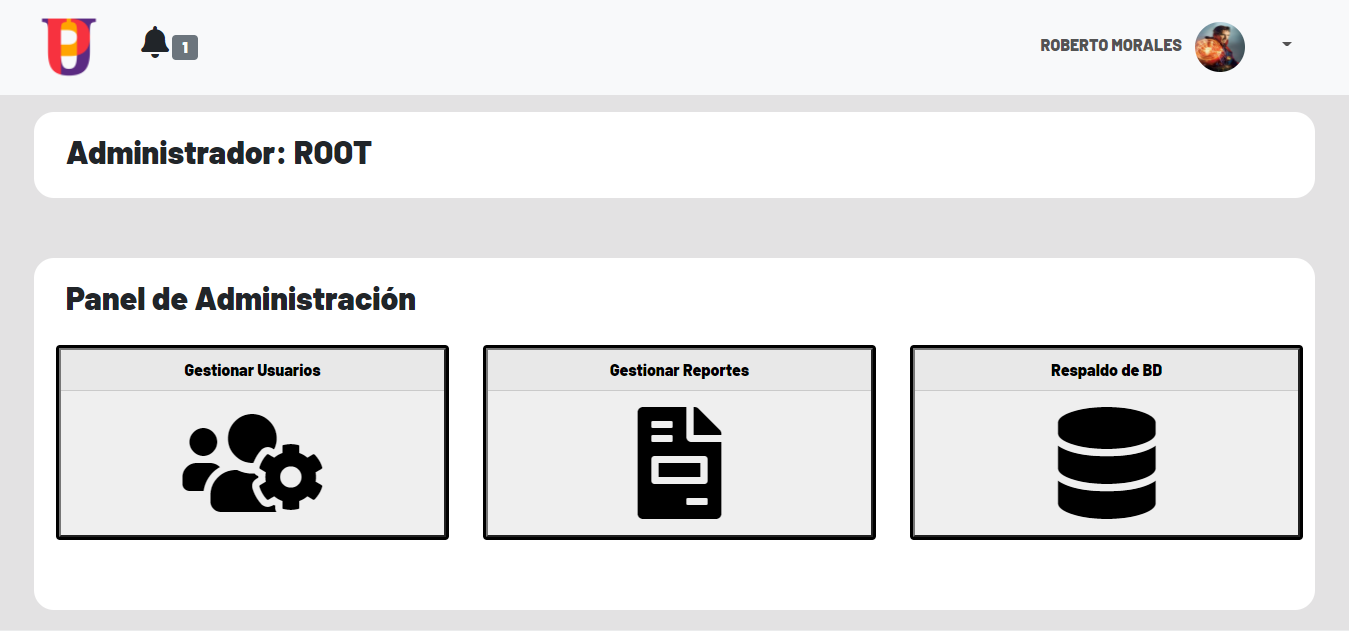 1
ROBERTO MORALES
Administrador: ROOT
Panel de Administración
Gestionar Usuarios
Gestionar Reportes
Respaldo de BD